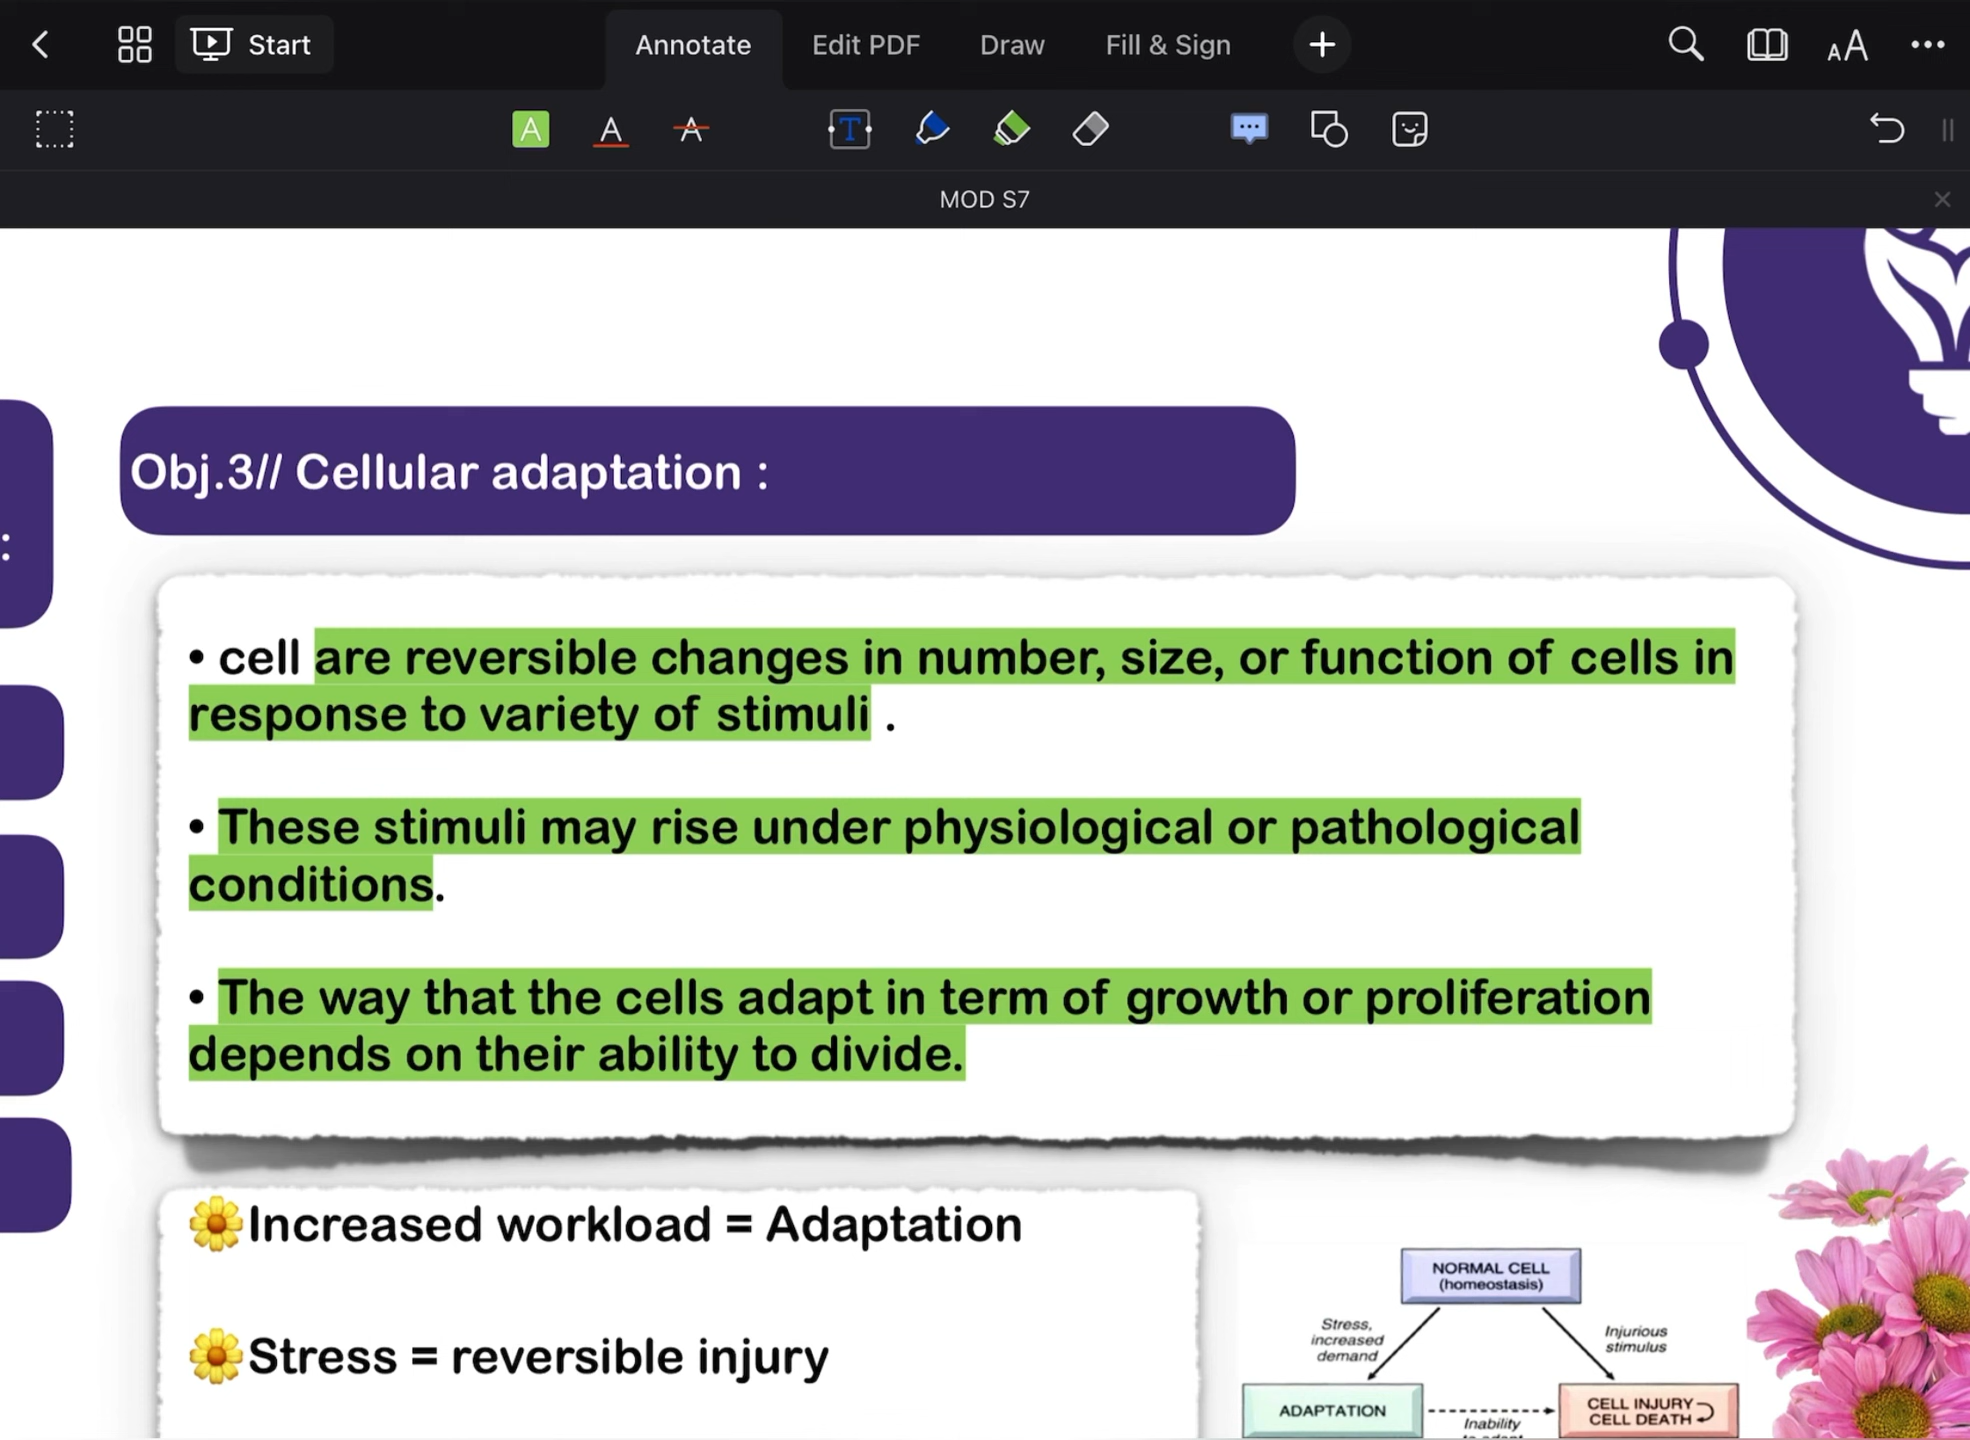 Start
Annotate
Edit PDF
Draw
Fill & Sign
AA
A
A
A
T
MOD S7
:
Obj.3// Cellular adaptation :
• cell are reversible changes in number, size, or function of cells in
response to variety of stimuli .
• These stimuli may rise under physiological or pathological
conditions.
• The way that the cells adapt in term of growth or proliferation
depends on their ability to divide.
🌼Increased workload = Adaptation
🌼Stress = reversible injury
NORMAL CELL
(homeostasis)
Stress,
increased
demand
Injurious
stimulus
ADAPTATION
Inability
CELL INJURY
CELL DEATH